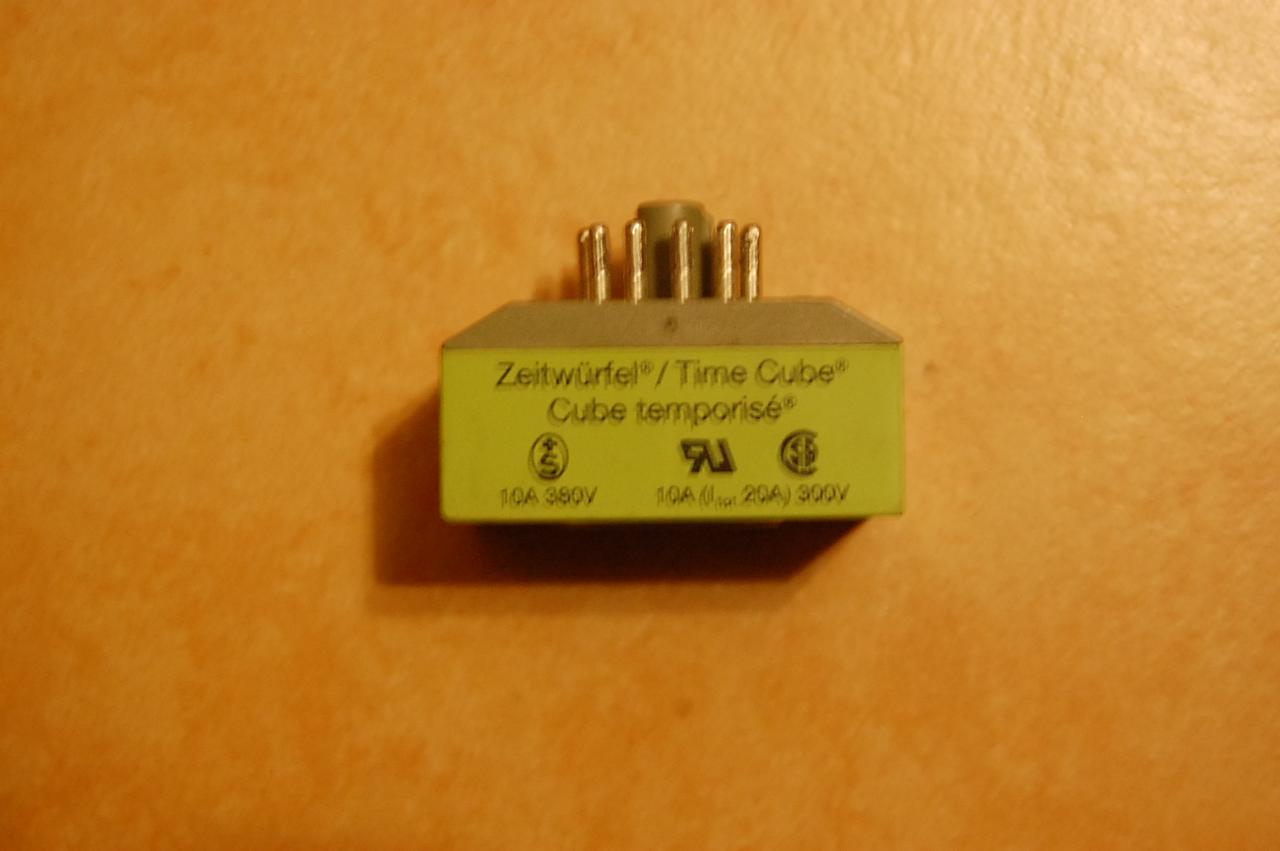 Zeitwürfel® / Time Cube®
Cube temporisé®
+S
10A 380V 10A (I 20A) 300V